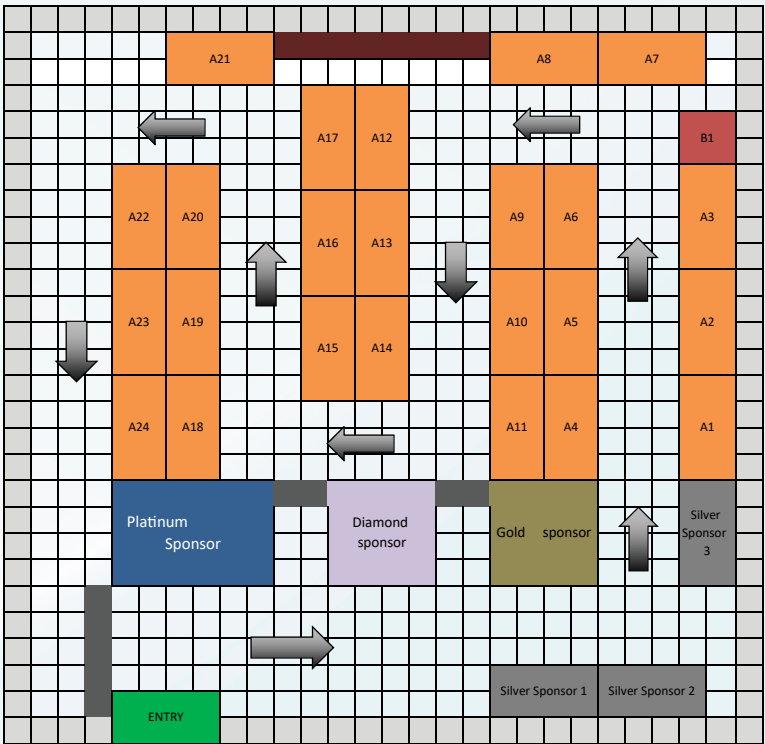 A21
A8
A7
A17
A12
B1
A22
A20
A16
A13
A9
A6
A3
A23
A19
A15
A14
A10
A5
A2
A24
A18
A11
A4
A1
Platinum
Sponsor
Diamond
sponsor
Gold sponsor
Silver
Sponsor
3
Silver Sponsor 1
Silver Sponsor 2
ENTRY